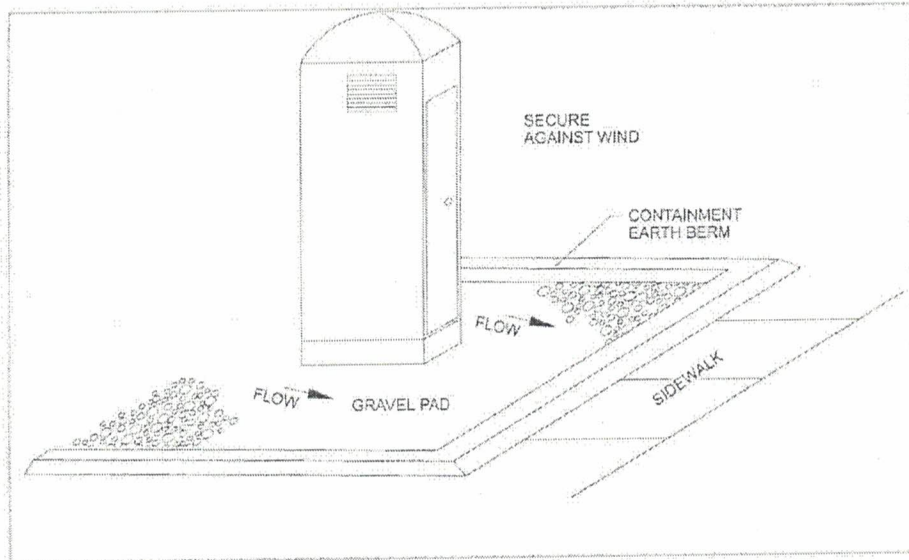 SECURE
AGAINST WIND
CONTAINMENT
EARTH BERM
FLOW
SIDEWALK
FLOW
GRAVEL PAD